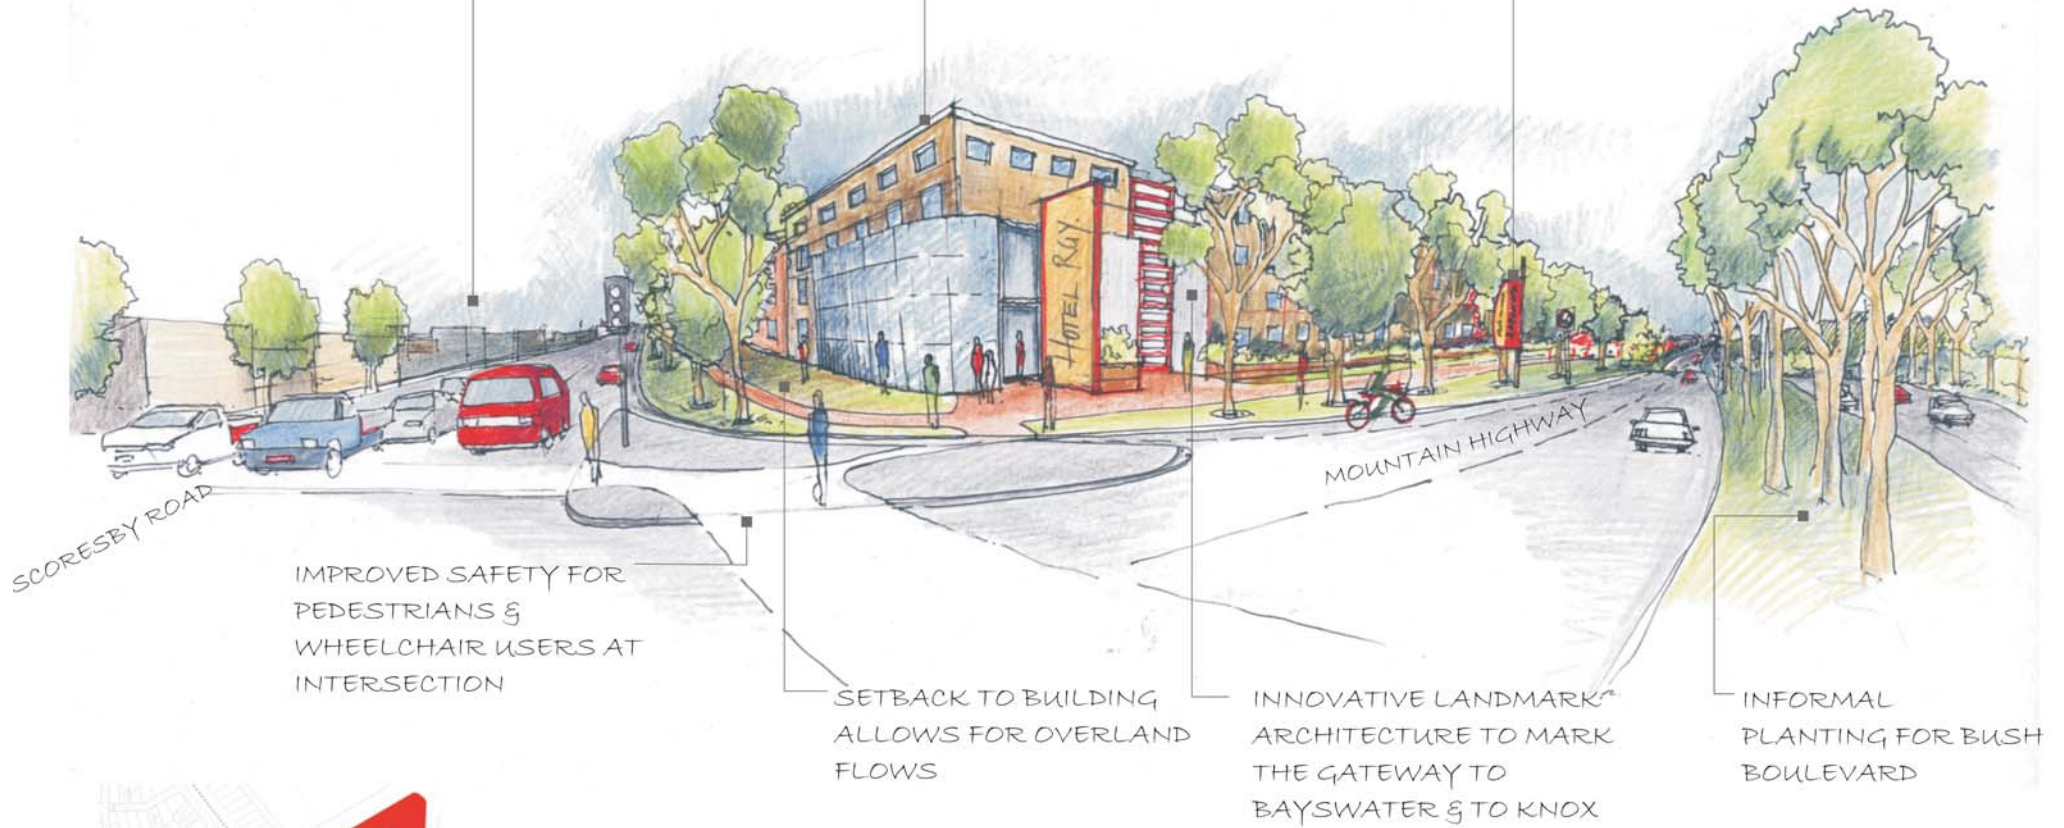 HOTEL RGY
MOUNTAIN HIGHWAY
SCORESBY ROAD
IMPROVED SAFETY FOR
PEDESTRIANS &
WHEELCHAIR USERS AT
INTERSECTION
SETBACK TO BUILDING
ALLOWS FOR OVERLAND
FLOWS
INNOVATIVE LANDMARK
ARCHITECTURE TO MARK
THE GATEWAY TO
BAYSWATER & TO KNOX
INFORMAL
PLANTING FOR BUSH
BOULEVARD